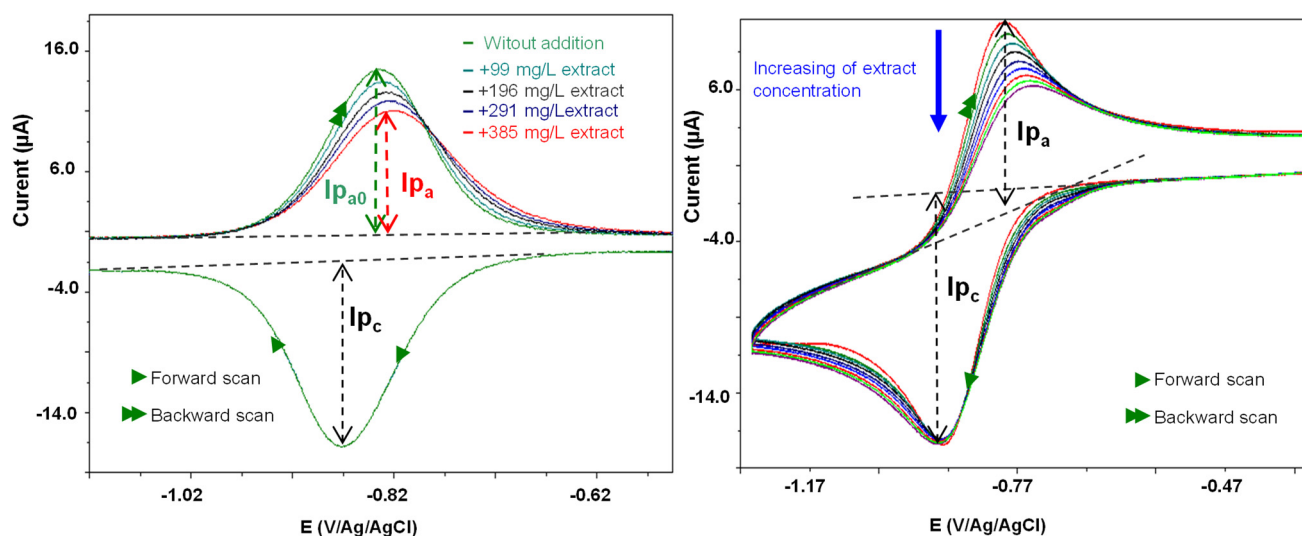 16.0
6.0
-4.0
-14.0
Curent (µA)
Witout addition
+99 mg/L extract
+196 mg/L extract
+291 mg/Lextract
+385 mg/L extract
Ipa0
Ipa
Ipc
Forward scan
Backward scan
-1.02
-0.82
-0.62
E (V/Ag/AgCl)
6.0
-4.0
-14.0
Curent (µA)
Increasing of extract
concentration
Ipa
Ipc
Forward scan
Backward scan
-1.17
-0.77
-0.47
E (V/Ag/AgCl)